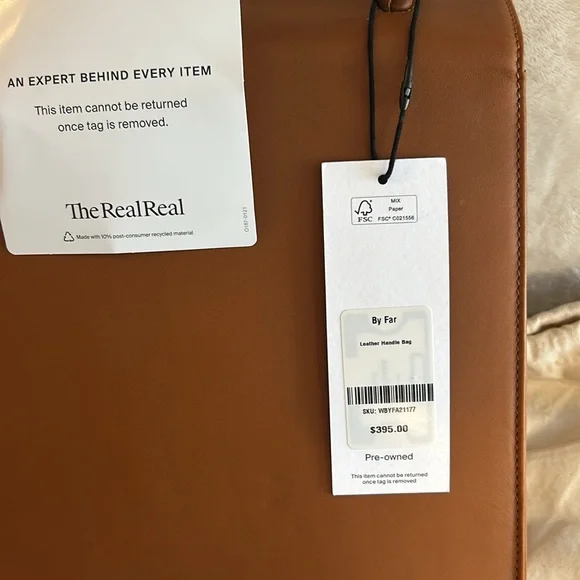 AN EXPERT BEHIND EVERY ITEM
This item cannot be returned
once tag is removed.
TheRealReal
Made with 10% post-consumer recycled material
0187-0121
FSC
MIX
Paper
FSC® C021556
By Far
Leather Handle Bag
SKU: WBYFA21177
$395.00
Pre-owned
This item cannot be returned
once tag is removed